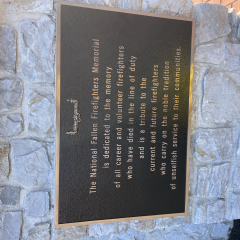 The National Fallen Firefighters Memorial
is dedicated to the memory
of all career and volunteer firefighters
who have died in the line of duty
and is a tribute to the
current and future firefighters
who carry on the noble tradition
of unselfish service to their communities.